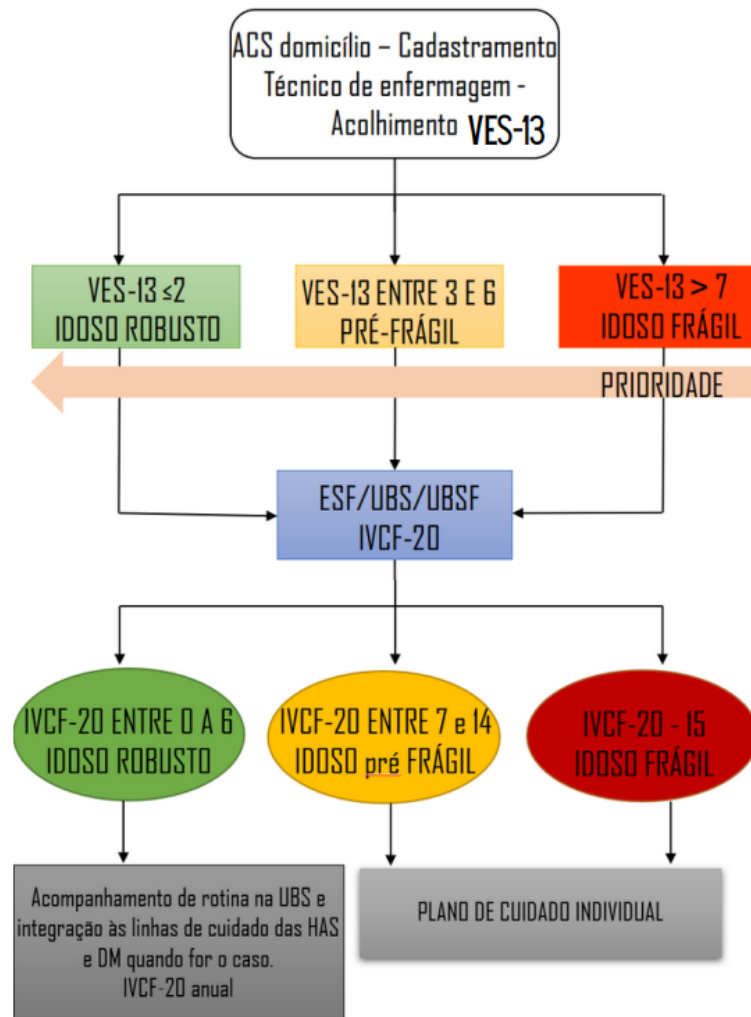 ACS domicílio – Cadastramento
Técnico de enfermagem -
Acolhimento VES-13
VES-13 ≤2
IDOSO ROBUSTO
VES-13 ENTRE 3 E 6
PRÉ-FRÁGIL
VES-13 > 7
IDOSO FRÁGIL
PRIORIDADE
ESF/UBS/UBSF
IVCF-20
IVCF-20 ENTRE 0 A 6
IDOSO ROBUSTO
IVCF-20 ENTRE 7 e 14
IDOSO pré FRÁGIL
IVCF-20 - 15
IDOSO FRÁGIL
Acompanhamento de rotina na UBS e
integração às linhas de cuidado das HAS
e DM quando for o caso.
IVCF-20 anual
PLANO DE CUIDADO INDIVIDUAL